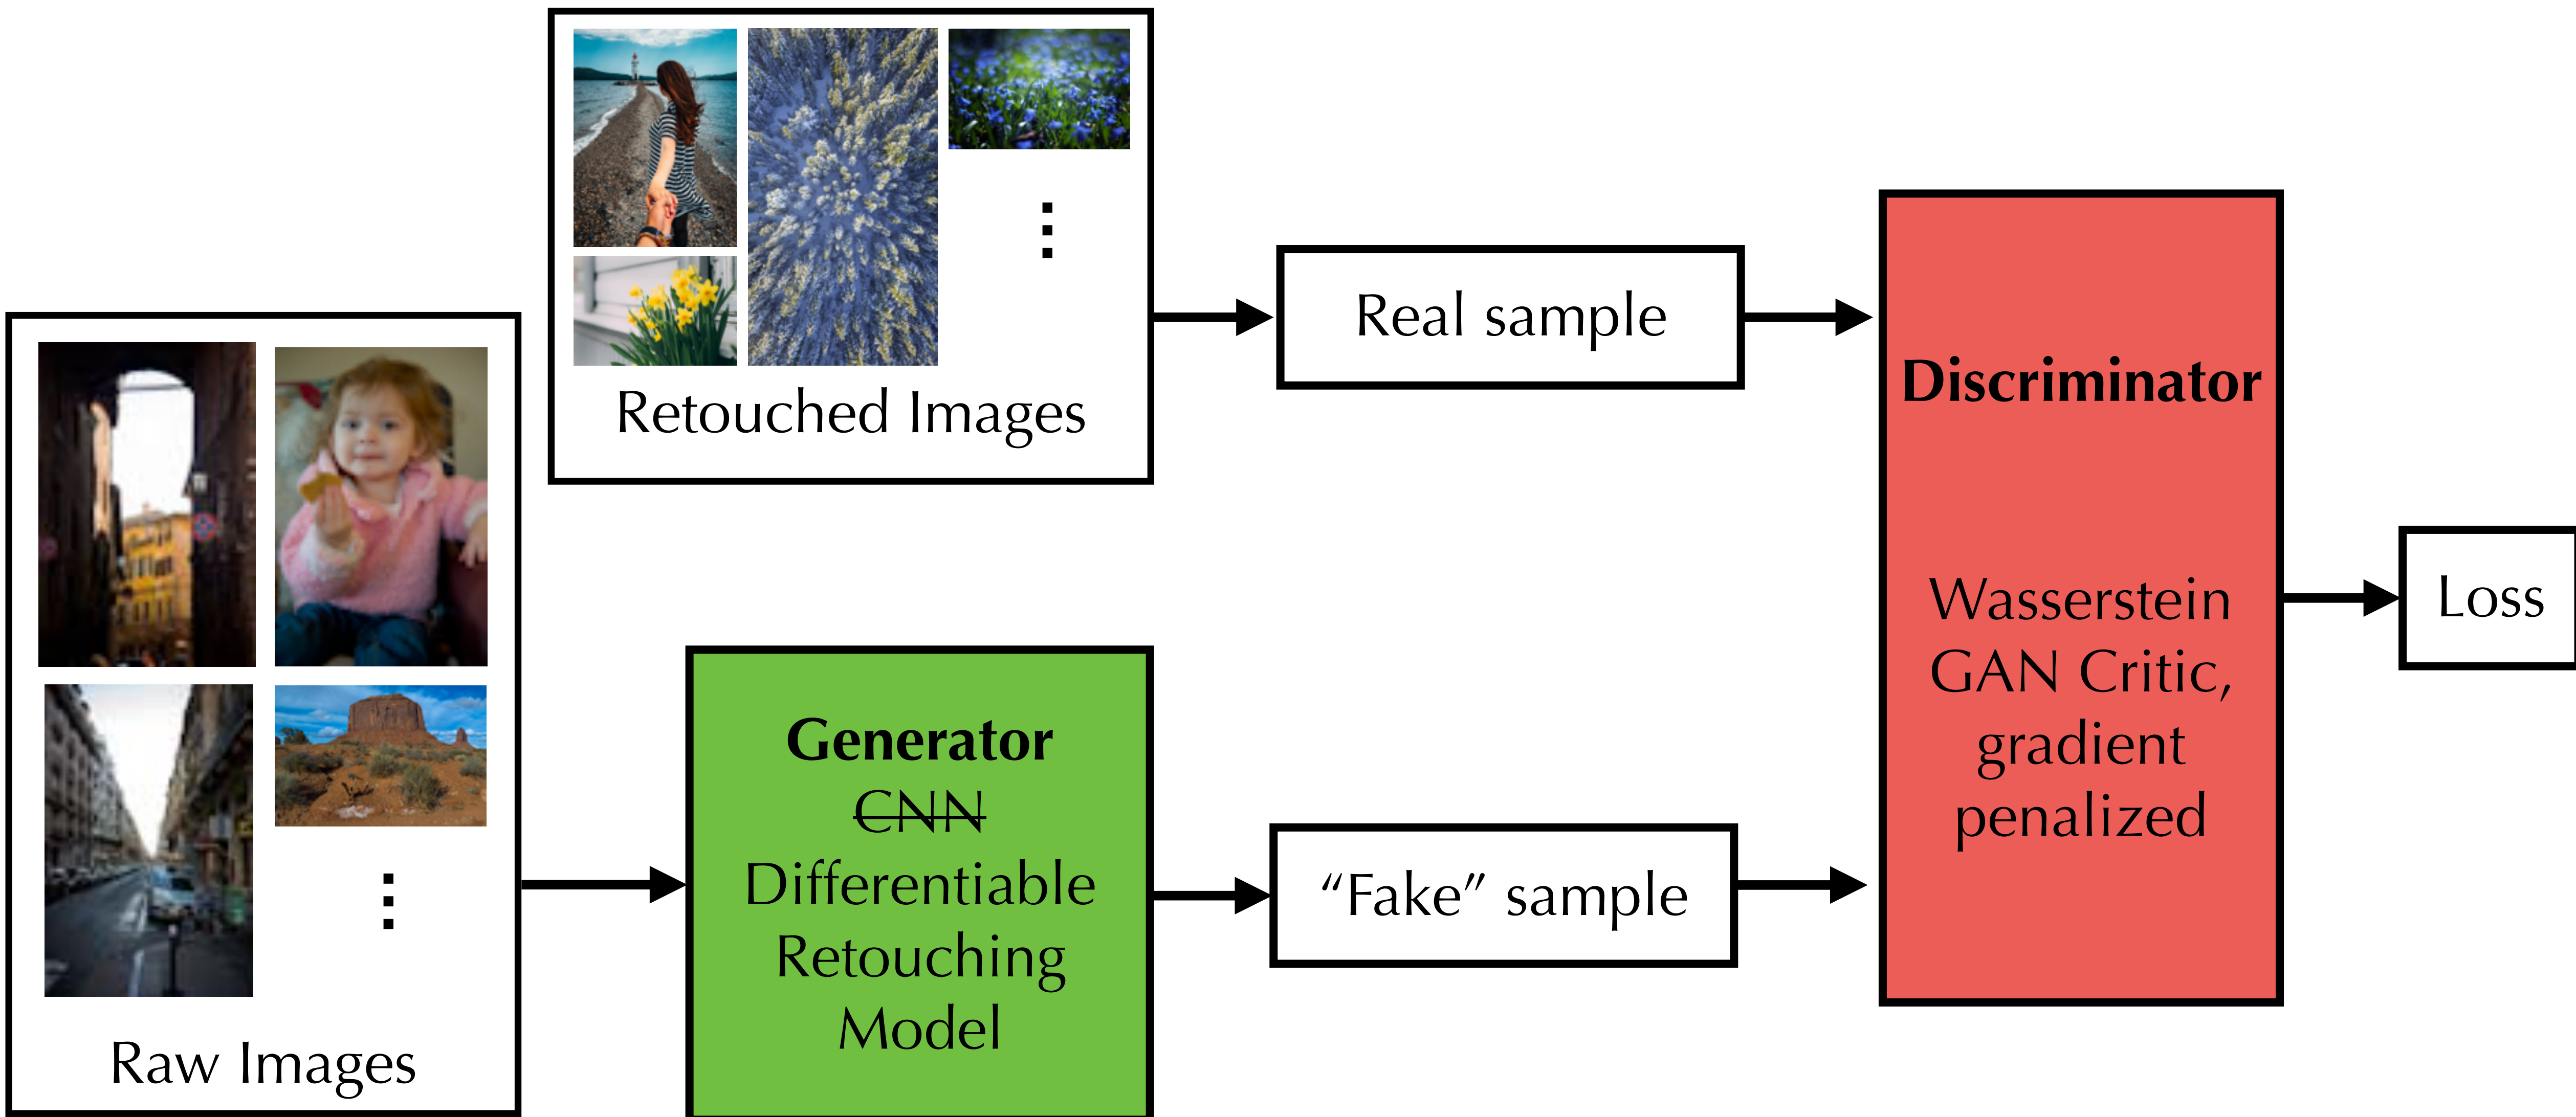 Retouched Images
Real sample
Discriminator
Wasserstein
GAN Critic,
gradient
penalized
Loss
Raw Images
Generator
CNN
Differentiable
Retouching
Model
“Fake” sample